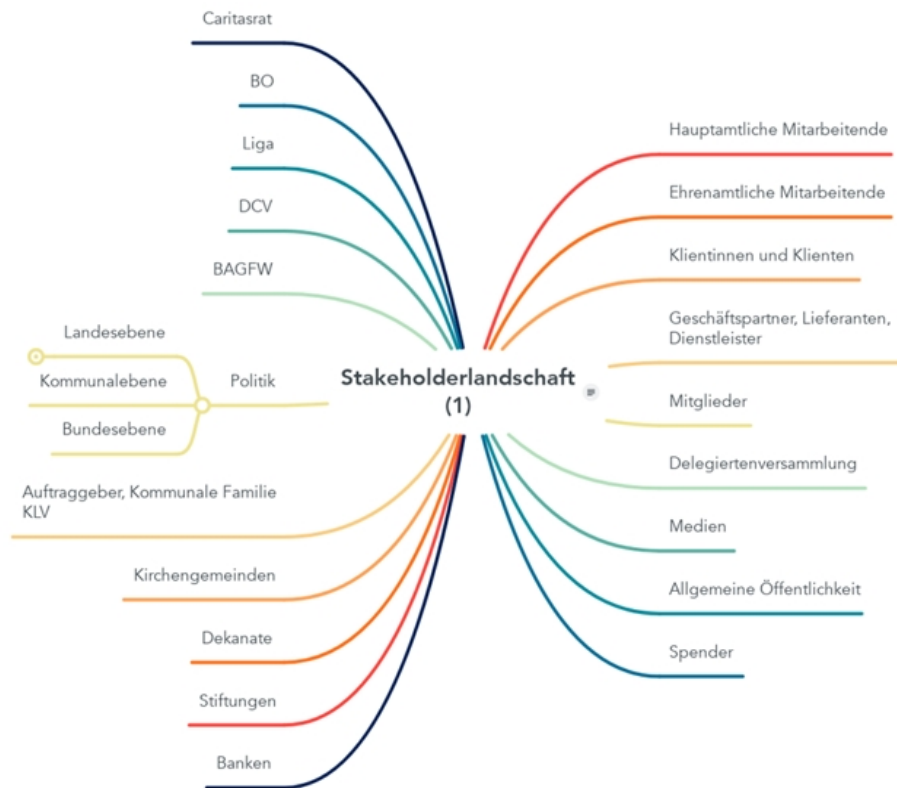 Caritasrat
BO
Liga
DCV
BAGFW
Landesebene
Kommunalebene
Bundesebene
Politik
Auftraggeber, Kommunale Familie
KLV
Kirchengemeinden
Dekanate
Stiftungen
Banken
Stakeholderlandschaft
(1)
Hauptamtliche Mitarbeitende
Ehrenamtliche Mitarbeitende
Klientinnen und Klienten
Geschäftspartner, Lieferanten,
Dienstleister
Mitglieder
Delegiertenversammlung
Medien
Allgemeine Öffentlichkeit
Spender